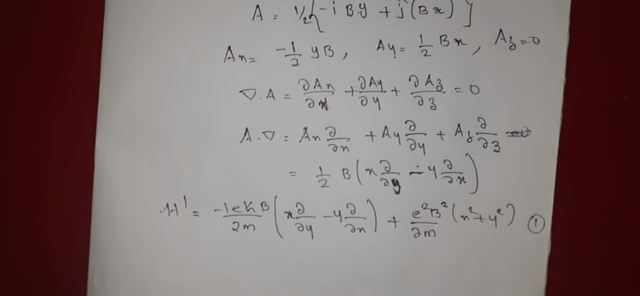 A = 1/2 { -i By + j (Bx) }
Ax = -1/2 yB, Ay = 1/2 Bx, Az = 0
∇.A = ∂Ax/∂x + ∂Ay/∂y + ∂Az/∂z = 0
A.∇ = Ax ∂/∂x + Ay ∂/∂y + Az ∂/∂z
= 1/2 B (x ∂/∂y - y ∂/∂x)
H' = -ieħB/2m (x ∂/∂y - y ∂/∂x) + e²B²/2m (x²+y²) ①